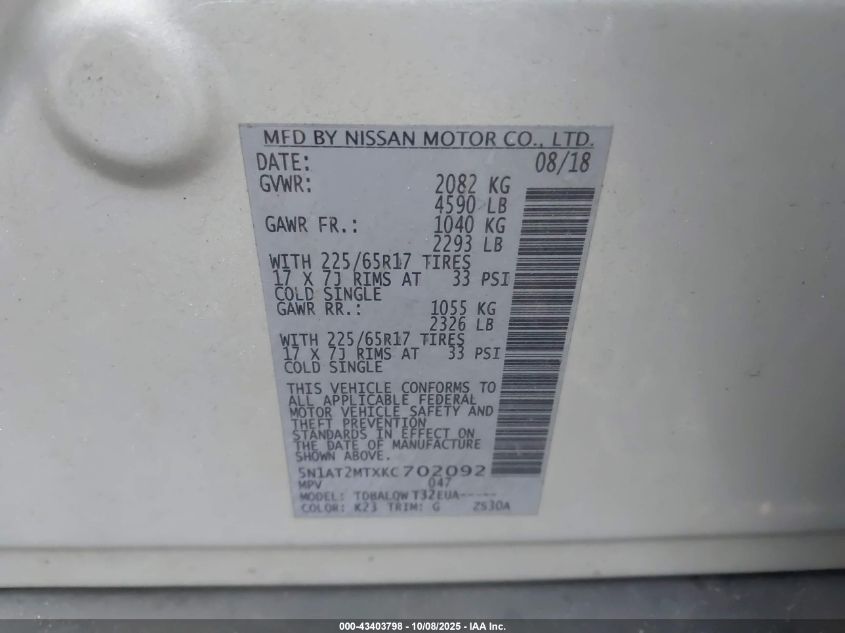 MFD BY NISSAN MOTOR CO., LTD.
DATE: 08/18
GVWR: 2082 KG
4590 LB
GAWR FR.: 1040 KG
2293 LB
WITH 225/65R17 TIRES
17 X 7J RIMS AT 33 PSI
COLD SINGLE
GAWR RR.: 1055 KG
2326 LB
WITH 225/65R17 TIRES
17 X 7J RIMS AT 33 PSI
COLD SINGLE
THIS VEHICLE CONFORMS TO
ALL APPLICABLE FEDERAL
MOTOR VEHICLE SAFETY AND
THEFT PREVENTION
STANDARDS IN EFFECT ON
THE DATE OF MANUFACTURE
SHOWN ABOVE.
5N1AT2MTXKC702092
MPV 047
MODEL: TDBALQW T32EUA-----
COLOR: K23 TRIM: G ZS30A
000-43403798 - 10/08/2025 - IAA Inc.